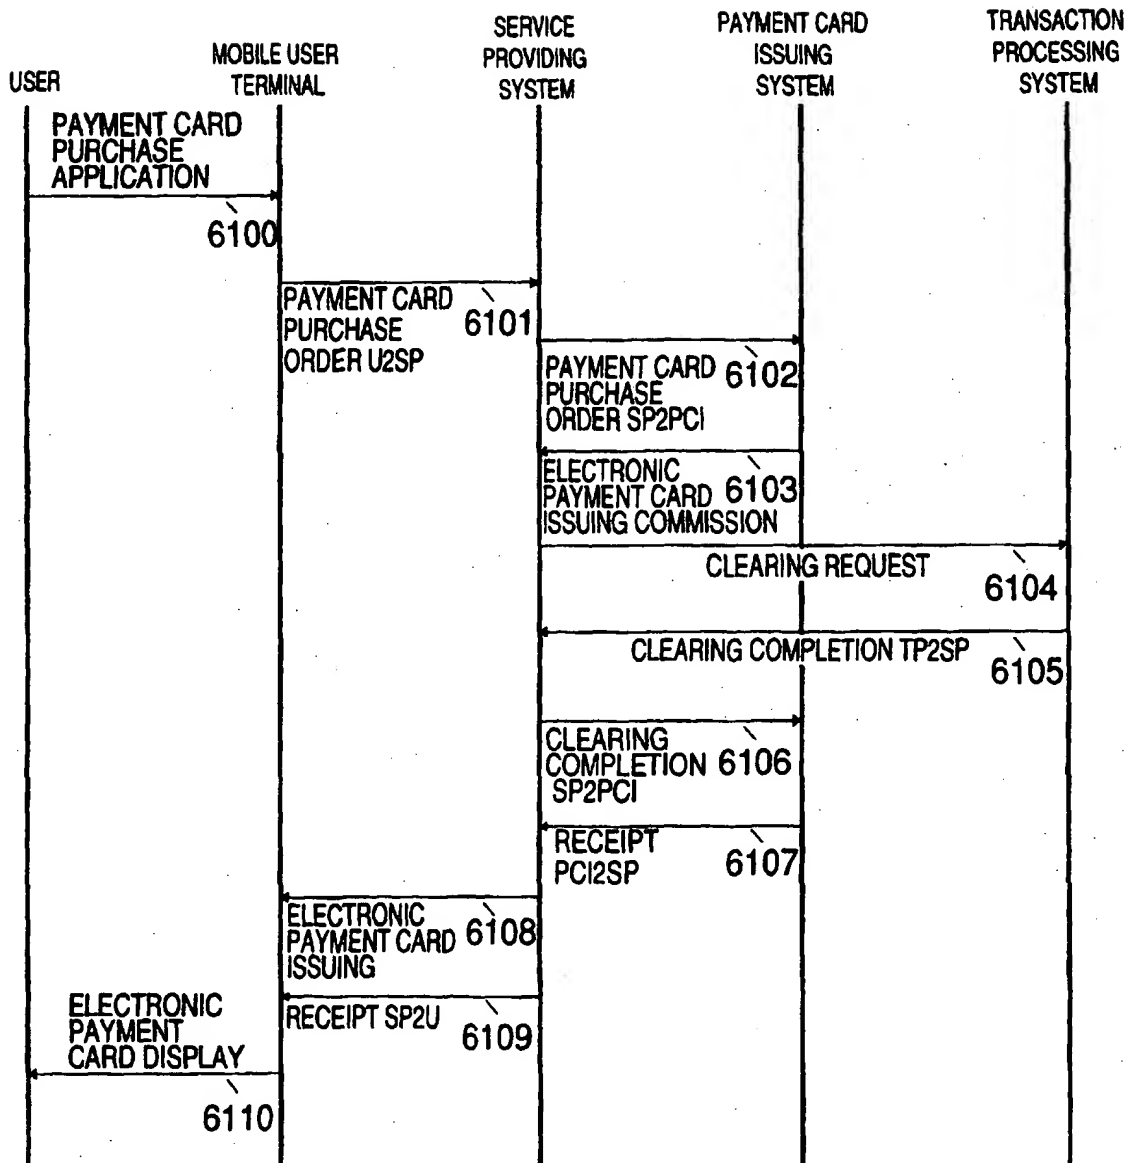 USER
MOBILE USER
TERMINAL
SERVICE
PROVIDING
SYSTEM
PAYMENT CARD
ISSUING
SYSTEM
TRANSACTION
PROCESSING
SYSTEM
PAYMENT CARD
PURCHASE
APPLICATION
6100
PAYMENT CARD
PURCHASE
ORDER U2SP
6101
PAYMENT CARD
PURCHASE
ORDER SP2PCI
6102
ELECTRONIC
PAYMENT CARD
ISSUING COMMISSION
6103
CLEARING REQUEST
6104
CLEARING COMPLETION TP2SP
6105
CLEARING
COMPLETION
SP2PCI
6106
RECEIPT
PCI2SP
6107
ELECTRONIC
PAYMENT CARD
ISSUING
6108
RECEIPT SP2U
6109
ELECTRONIC
PAYMENT
CARD DISPLAY
6110